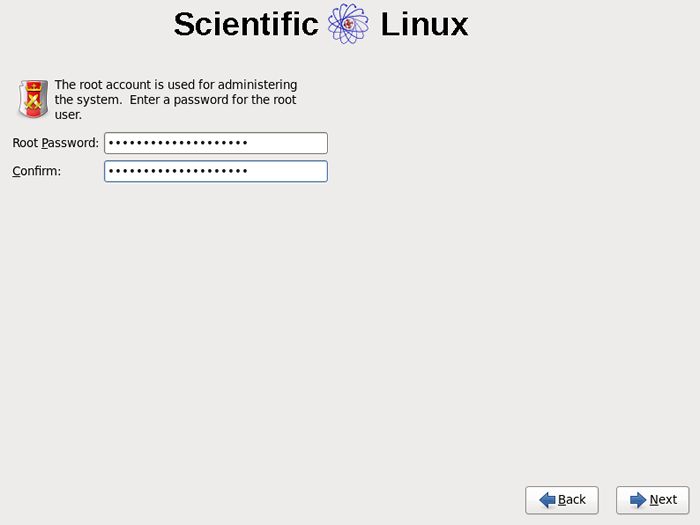 Scientific Linux
The root account is used for administering
the system.  Enter a password for the root
user.
Root Password: ••••••••••••••••••••
Confirm: ••••••••••••••••••••
Back Next